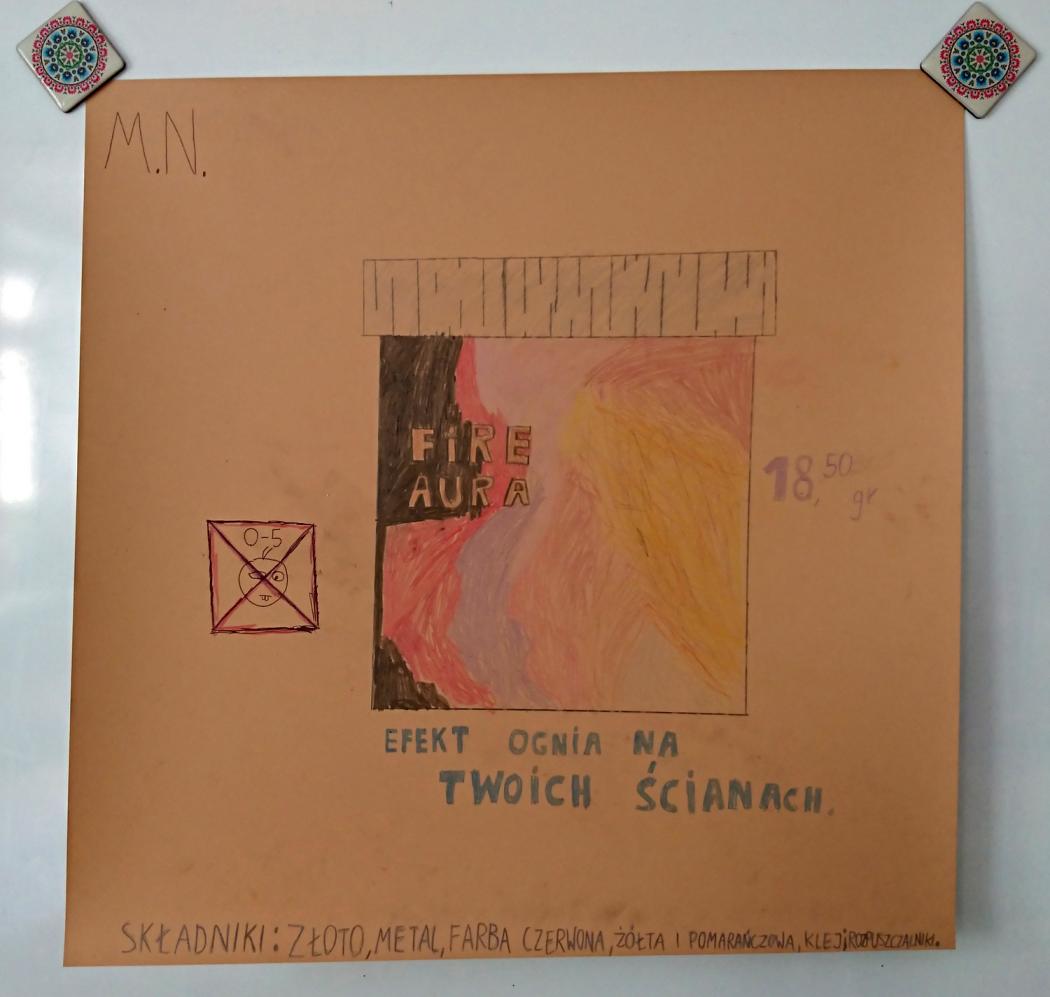 M.N.
FiRE
AURA
18,50 gr
0-5
EFEKT OGNiA NA
TWOiCH ŚCiANACH.
SKŁADNIKI: ZŁOTO, METAL, FARBA CZERWONA, ŻÓŁTA I POMARAŃCZOWA, KLEJ i ROZPUSZCZALNIKI.